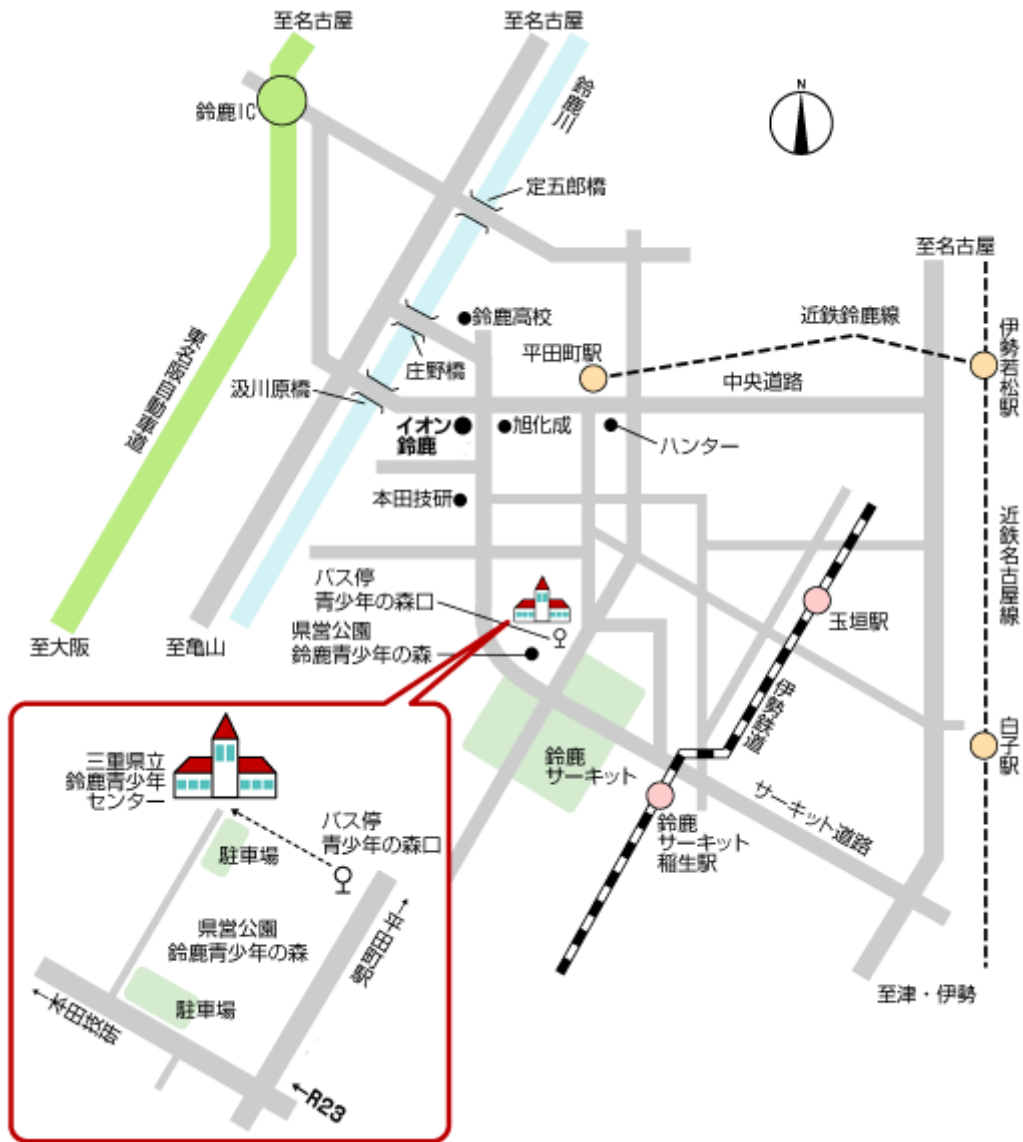 至名古屋
至名古屋
鈴鹿IC
鈴鹿川
N
定五郎橋
至名古屋
鈴鹿高校
近鉄鈴鹿線
平田町駅
伊勢若松駅
庄野橋
中央道路
汲川原橋
東名阪自動車道
イオン
鈴鹿
旭化成
ハンター
本田技研
近鉄名古屋線
バス停
青少年の森口
玉垣駅
県営公園
鈴鹿青少年の森
至大阪
至亀山
伊勢鉄道
白子駅
鈴鹿
サーキット
サーキット道路
鈴鹿
サーキット
稲生駅
至津・伊勢
三重県立
鈴鹿青少年
センター
バス停
青少年の森口
駐車場
県営公園
鈴鹿青少年の森
→平田町駅
駐車場
←本田技研
←R23